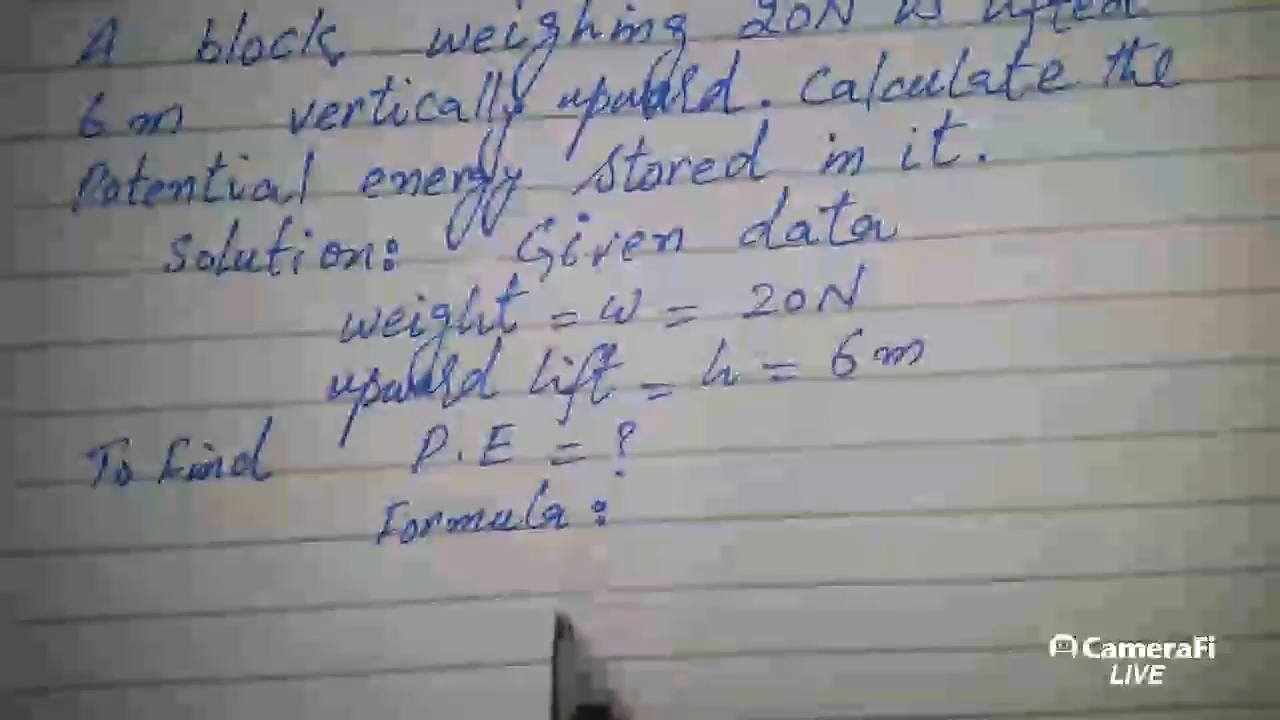 A block weighing 20N is lifted
6m vertically upward. Calculate the
Potential energy stored in it.
Solution: Given data
weight = w = 20N
upward lift = h = 6m
To Find P.E = ?
Formula:
CameraFi
LIVE